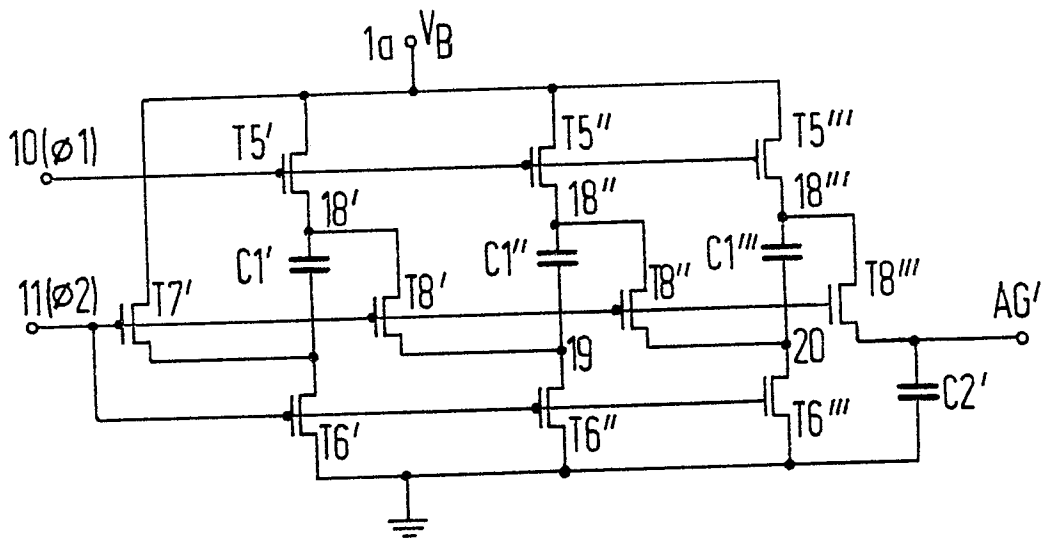 1a VB
10(ø1)
T5′
T5″
T5‴
18′
18″
18‴
C1′
C1″
C1‴
11(ø2)
T7′
T8′
T8″
T8‴
AG′
19
20
C2′
T6′
T6″
T6‴